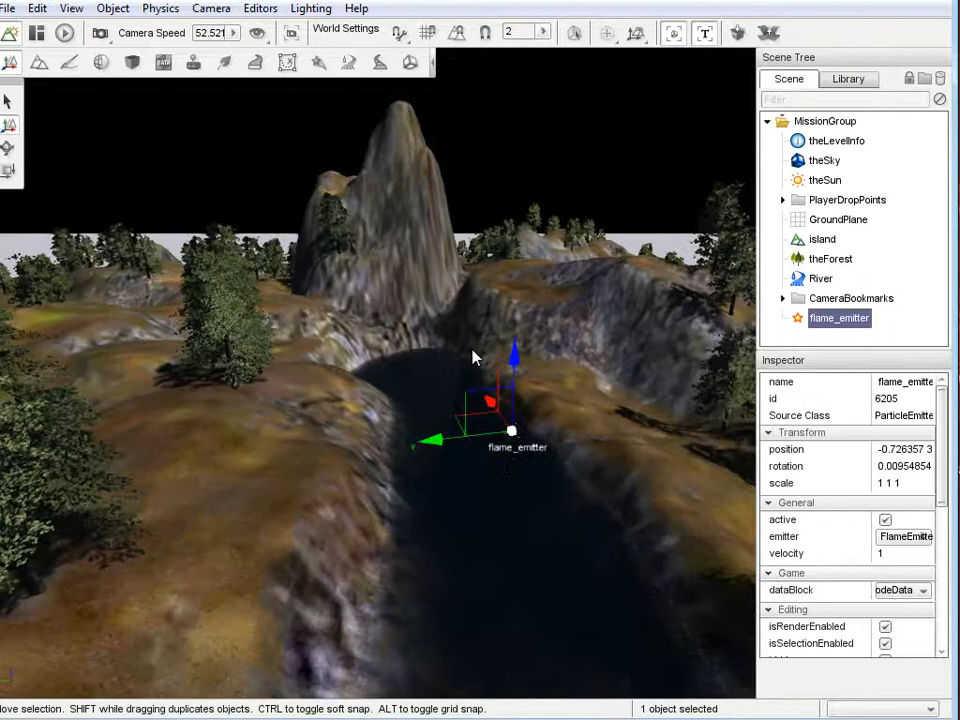 File Edit View Object Physics Camera Editors Lighting Help
Camera Speed 52.521 World Settings 2
DATA
T
Scene Tree
Scene Library
Filter...
MissionGroup
theLevelInfo
theSky
theSun
PlayerDropPoints
GroundPlane
island
theForest
River
CameraBookmarks
flame_emitter
Y
flame_emitter
Inspector
name flame_emitte
id 6205
Source Class ParticleEmitte
Transform
position -0.726357 3
rotation 0.00954854
scale 1 1 1
General
active
emitter FlameEmitte
velocity 1
Game
dataBlock odeData
Editing
isRenderEnabled
isSelectionEnabled
love selection. SHIFT while dragging duplicates objects. CTRL to toggle soft snap. ALT to toggle grid snap.
1 object selected